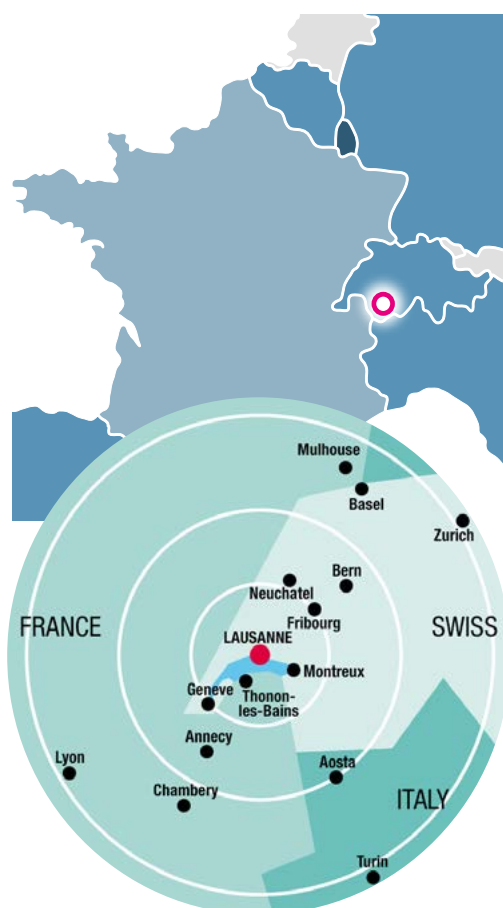 Mulhouse
Basel
Zurich
Bern
Neuchatel
Fribourg
FRANCE
LAUSANNE
SWISS
Montreux
Geneve
Thonon-
les-Bains
Annecy
Lyon
Aosta
Chambery
ITALY
Turin